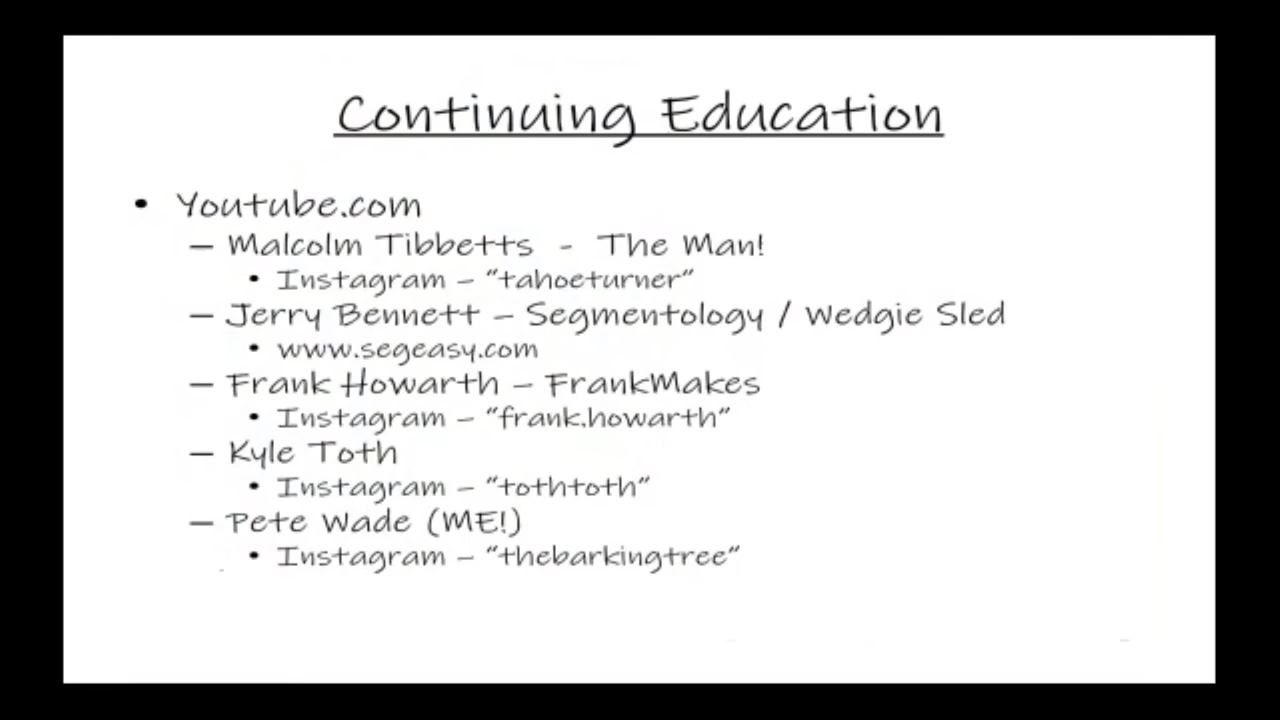 Continuing Education
• Youtube.com
– Malcolm Tibbetts - The Man!
• Instagram – "tahoeturner"
– Jerry Bennett – Segmentology / Wedgie Sled
• www.segeasy.com
– Frank Howarth – FrankMakes
• Instagram – "frank.howarth"
– Kyle Toth
• Instagram – "tothtoth"
– Pete Wade (ME!)
• Instagram – "thebarkingtree"